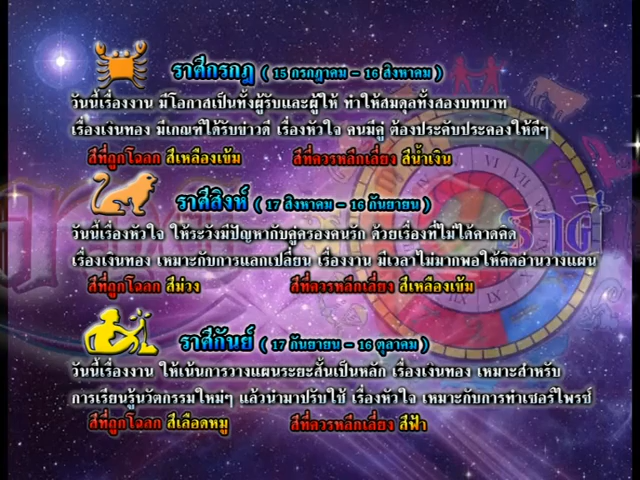 ราศีกรกฎ ( 15 กรกฎาคม - 16 สิงหาคม )
วันนี้เรื่องงาน มีโอกาสเป็นทั้งผู้รับและผู้ให้ ทำให้สมดุลทั้งสองบทบาท
เรื่องเงินทอง มีเกณฑ์ได้รับข่าวดี เรื่องหัวใจ คนมีคู่ ต้องประคับประคองให้ดีๆ
สีที่ถูกโฉลก สีเหลืองเข้ม สีที่ควรหลีกเลี่ยง สีน้ำเงิน
ราศีสิงห์ ( 17 สิงหาคม - 16 กันยายน )
วันนี้เรื่องหัวใจ ให้ระวังมีปัญหากับคู่ครองคนรัก ด้วยเรื่องที่ไม่ได้คาดคิด
เรื่องเงินทอง เหมาะกับการแลกเปลี่ยน เรื่องงาน มีเวลาไม่มากพอให้คิดอ่านวางแผน
สีที่ถูกโฉลก สีม่วง สีที่ควรหลีกเลี่ยง สีเหลืองเข้ม
ราศีกันย์ ( 17 กันยายน - 16 ตุลาคม )
วันนี้เรื่องงาน ให้เน้นการวางแผนระยะสั้นเป็นหลัก เรื่องเงินทอง เหมาะสำหรับ
การเรียนรู้นวัตกรรมใหม่ๆ แล้วนำมาปรับใช้ เรื่องหัวใจ เหมาะกับการทำเซอร์ไพรซ์
สีที่ถูกโฉลก สีเลือดหมู สีที่ควรหลีกเลี่ยง สีฟ้า
ราศี